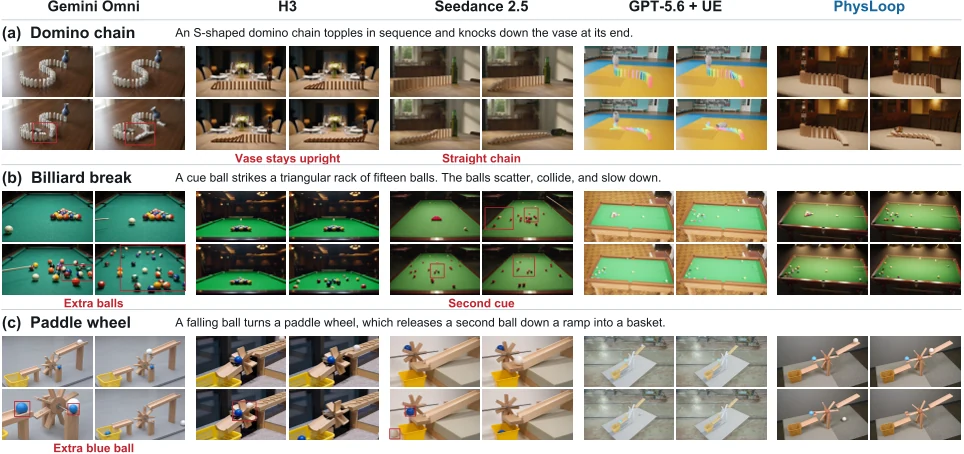 Gemini Omni H3 Seedance 2.5 GPT-5.6 + UE PhysLoop
(a) Domino chain An S-shaped domino chain topples in sequence and knocks down the vase at its end.
Vase stays upright Straight chain
(b) Billiard break A cue ball strikes a triangular rack of fifteen balls. The balls scatter, collide, and slow down.
Extra balls Second cue
(c) Paddle wheel A falling ball turns a paddle wheel, which releases a second ball down a ramp into a basket.
Extra blue ball